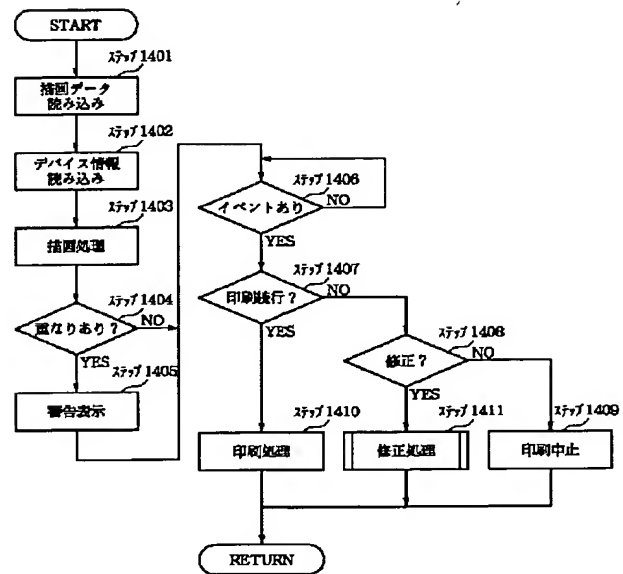 START
ステップ1401
描画データ
読み込み
ステップ1402
デバイス情報
読み込み
ステップ1403
描画処理
ステップ1404
重なりあり？
NO
YES
ステップ1405
警告表示
ステップ1406
イベントあり
NO
YES
ステップ1407
印刷続行？
NO
YES
ステップ1408
修正？
NO
YES
ステップ1410
印刷処理
ステップ1411
修正処理
ステップ1409
印刷中止
RETURN